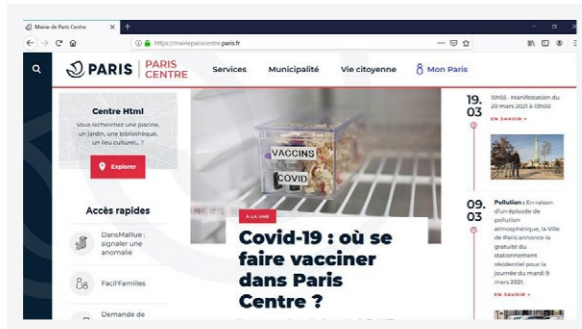 Mairie de Paris Centre
https://mairiepariscentre.paris.fr
PARIS
PARIS
CENTRE
Services
Municipalité
Vie citoyenne
Mon Paris
Centre Html
Vous recherchez une piscine,
un jardin, une bibliothèque,
un lieu culturel... ?
Explorer
Accès rapides
DansMaRue :
signaler une
anomalie
Facil'Familles
Demande de
VACCINS
COVID
À LA UNE
Covid-19 : où se
faire vacciner
dans Paris
Centre ?
19.
03
15h55 - Manifestation du
20 mars 2021 à 13h00
EN SAVOIR +
09.
03
Pollution : En raison
d'un épisode de
pollution
atmosphérique, la Ville
de Paris annonce la
gratuité du
stationnement
résidentiel pour la
journée du mardi 9
mars 2021.
EN SAVOIR +